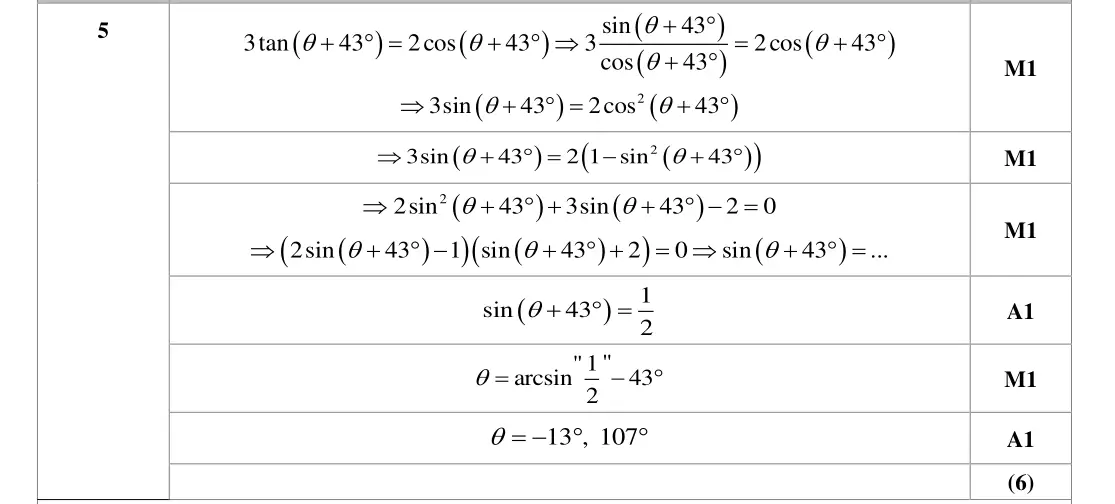 5
3tan(θ+43°)=2cos(θ+43°)⇒3 sin(θ+43°)/cos(θ+43°)=2cos(θ+43°)
M1
⇒3sin(θ+43°)=2cos²(θ+43°)
⇒3sin(θ+43°)=2(1−sin²(θ+43°))
M1
⇒2sin²(θ+43°)+3sin(θ+43°)−2=0
M1
⇒(2sin(θ+43°)−1)(sin(θ+43°)+2)=0⇒sin(θ+43°)=...
sin(θ+43°)=1/2
A1
θ=arcsin"1/2"−43°
M1
θ=−13°, 107°
A1
(6)